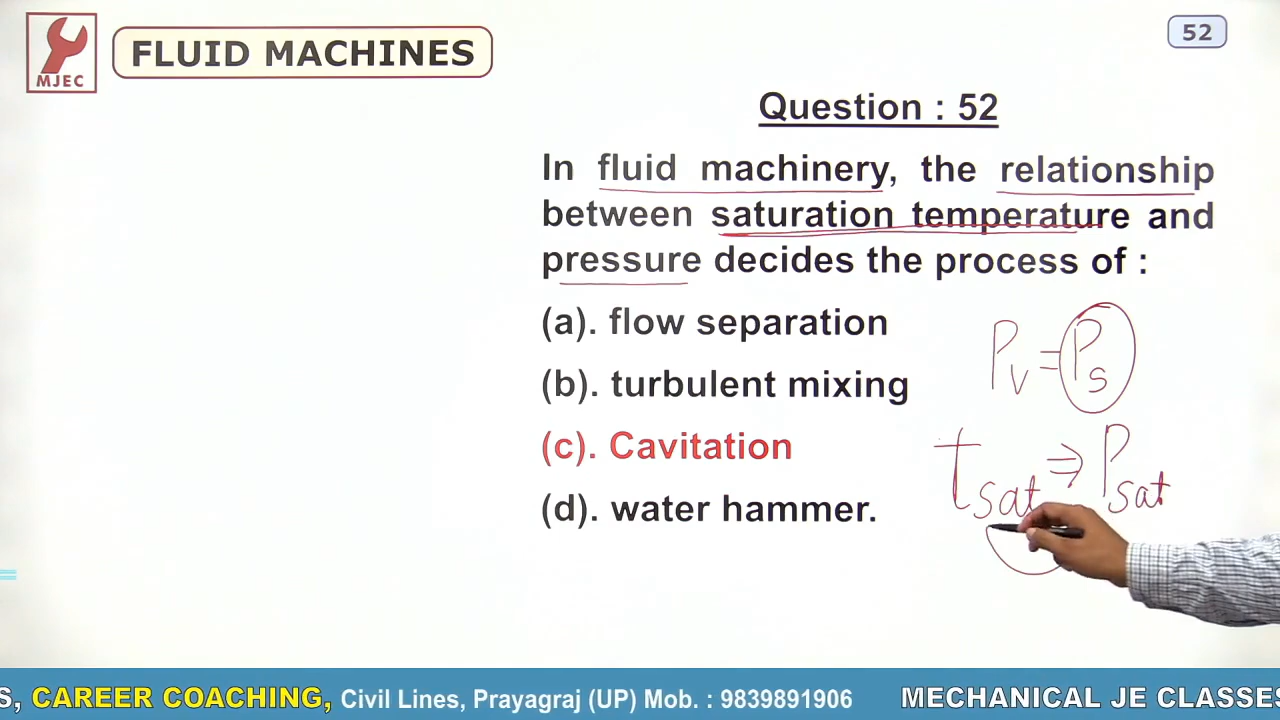 MJEC
FLUID MACHINES
52
Question : 52
In fluid machinery, the relationship
between saturation temperature and
pressure decides the process of :
(a). flow separation
(b). turbulent mixing
(c). Cavitation
(d). water hammer.
Pv = Ps
tsat ⇒ Psat
S, CAREER COACHING, Civil Lines, Prayagraj (UP) Mob. : 9839891906 MECHANICAL JE CLASSES